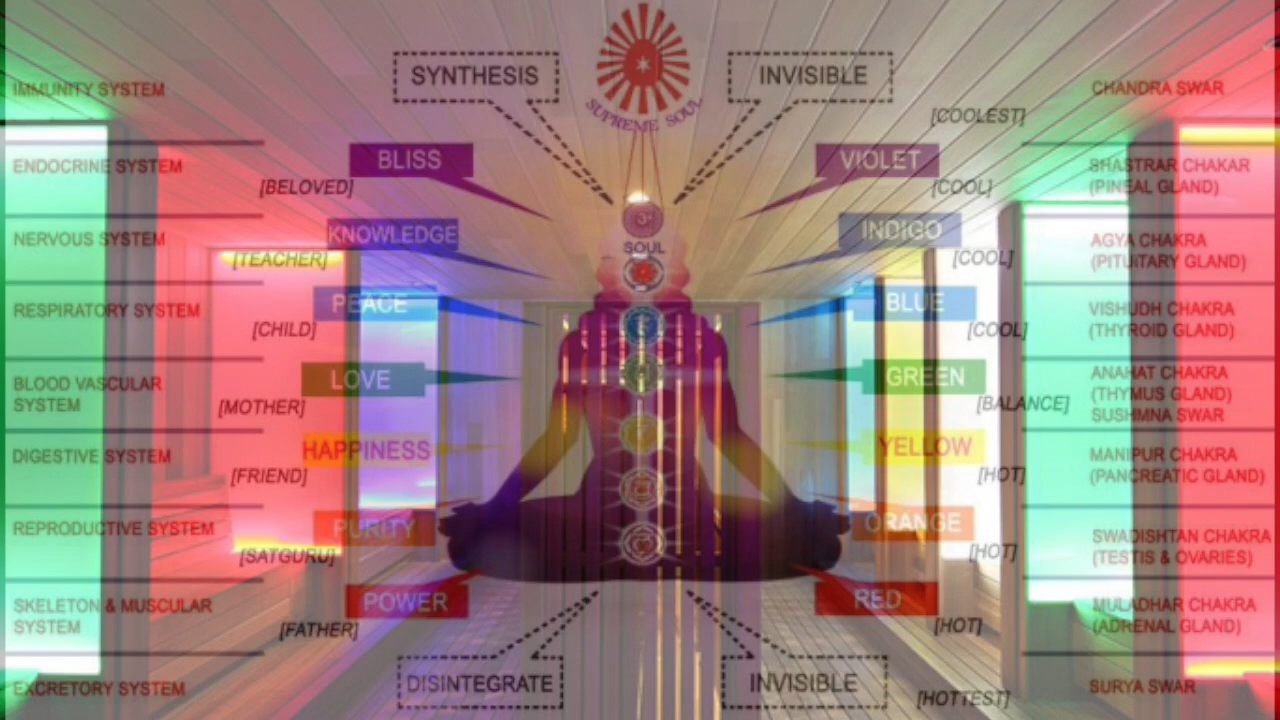 SYNTHESIS
INVISIBLE
SUPREME SOUL
IMMUNITY SYSTEM
CHANDRA SWAR
[COOLEST]
BLISS
VIOLET
ENDOCRINE SYSTEM
SHASTRAR CHAKAR
(PINEAL GLAND)
[BELOVED]
[COOL]
KNOWLEDGE
INDIGO
NERVOUS SYSTEM
SOUL
AGYA CHAKRA
(PITUITARY GLAND)
[TEACHER]
[COOL]
PEACE
BLUE
RESPIRATORY SYSTEM
VISHUDH CHAKRA
(THYROID GLAND)
[CHILD]
[COOL]
LOVE
GREEN
BLOOD VASCULAR
SYSTEM
ANAHAT CHAKRA
(THYMUS GLAND)
SUSHMNA SWAR
[MOTHER]
[BALANCE]
HAPPINESS
YELLOW
DIGESTIVE SYSTEM
MANIPUR CHAKRA
(PANCREATIC GLAND)
[FRIEND]
[HOT]
PURITY
ORANGE
REPRODUCTIVE SYSTEM
SWADISHTAN CHAKRA
(TESTIS & OVARIES)
[SATGURU]
[HOT]
POWER
RED
SKELETON & MUSCULAR
SYSTEM
MULADHAR CHAKRA
(ADRENAL GLAND)
[FATHER]
[HOT]
DISINTEGRATE
INVISIBLE
EXCRETORY SYSTEM
SURYA SWAR
[HOTTEST]